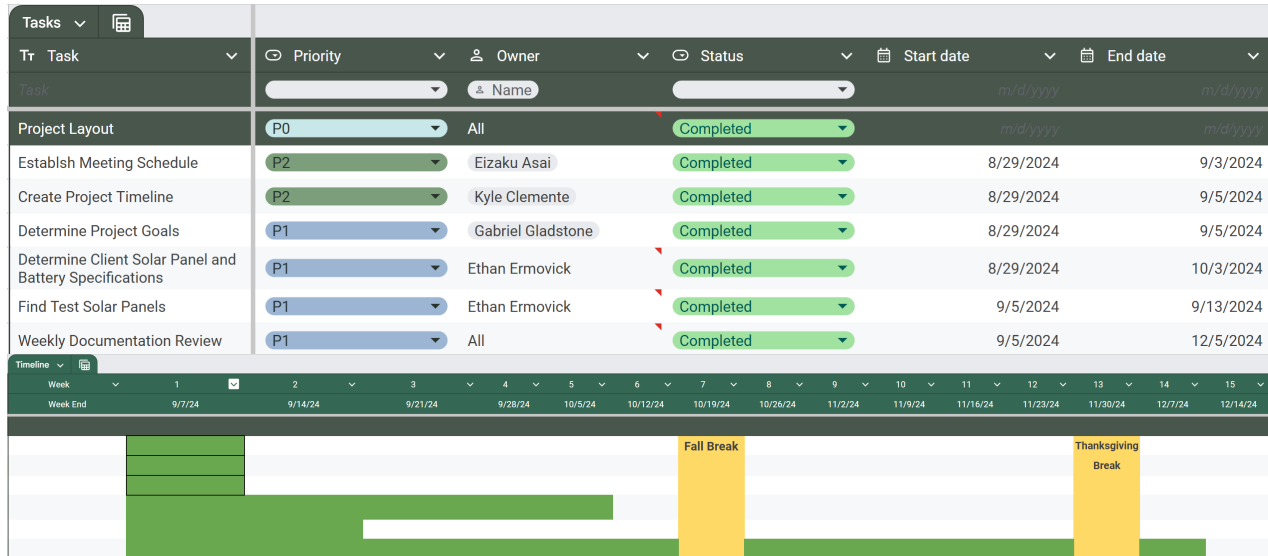 Tasks
Task Priority Owner Status Start date End date
Task Name m/d/yyyy m/d/yyyy
Project Layout P0 All Completed m/d/yyyy m/d/yyyy
Establsh Meeting Schedule P2 Eizaku Asai Completed 8/29/2024 9/3/2024
Create Project Timeline P2 Kyle Clemente Completed 8/29/2024 9/5/2024
Determine Project Goals P1 Gabriel Gladstone Completed 8/29/2024 9/5/2024
Determine Client Solar Panel and
Battery Specifications P1 Ethan Ermovick Completed 8/29/2024 10/3/2024
Find Test Solar Panels P1 Ethan Ermovick Completed 9/5/2024 9/13/2024
Weekly Documentation Review P1 All Completed 9/5/2024 12/5/2024
Timeline
Week 1 2 3 4 5 6 7 8 9 10 11 12 13 14 15
Week End 9/7/24 9/14/24 9/21/24 9/28/24 10/5/24 10/12/24 10/19/24 10/26/24 11/2/24 11/9/24 11/16/24 11/23/24 11/30/24 12/7/24 12/14/24
Fall Break Thanksgiving
Break